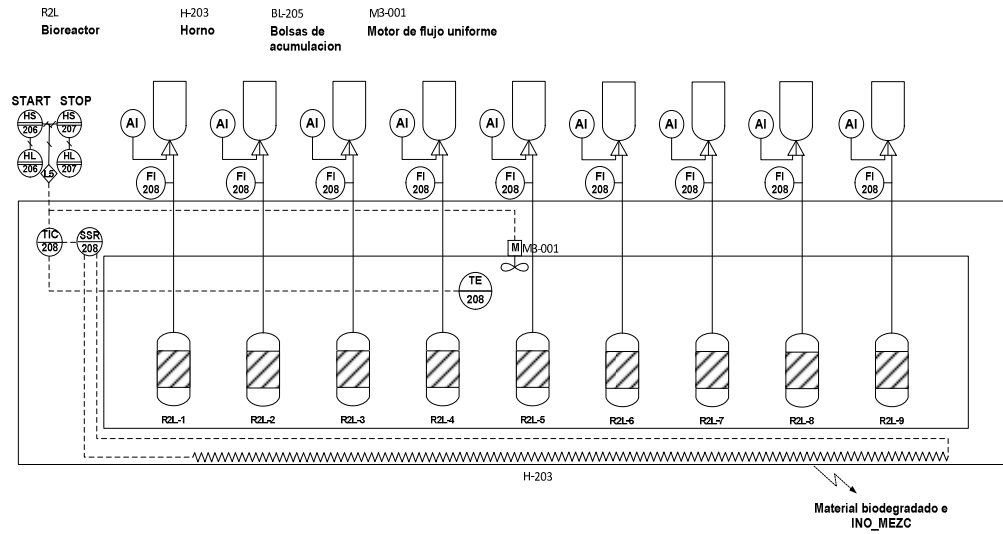 R2L H-203 BL-205 M3-001
Bioreactor Horno Bolsas de Motor de flujo uniforme
acumulacion
START STOP
HS HS
206 207
AI AI AI AI AI AI AI AI AI
HL HL
206 207
I.5
FI FI FI FI FI FI FI FI FI
208 208 208 208 208 208 208 208 208
TIC SSR
208 208
M M3-001
TE
208
R2L-1 R2L-2 R2L-3 R2L-4 R2L-5 R2L-6 R2L-7 R2L-8 R2L-9
H-203
Material biodegradado e
INO_MEZC